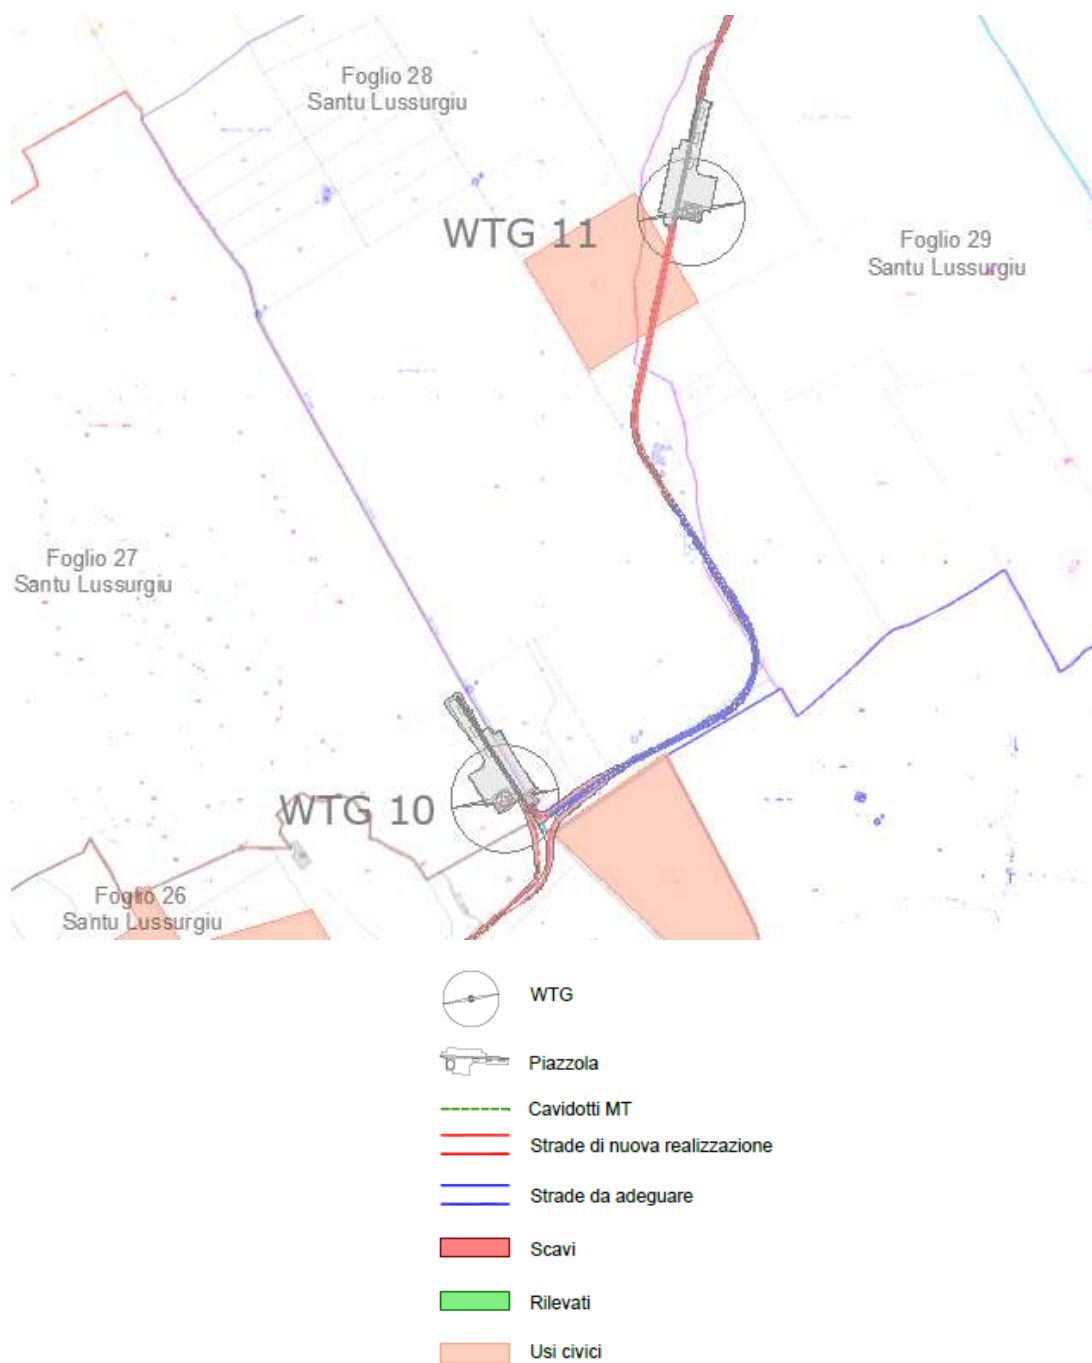 Foglio 28
Santu Lussurgiu
WTG 11
Foglio 29
Santu Lussurgiu
Foglio 27
Santu Lussurgiu
WTG 10
Foglio 26
Santu Lussurgiu
WTG
Piazzola
Cavidotti MT
Strade di nuova realizzazione
Strade da adeguare
Scavi
Rilevati
Usi civici